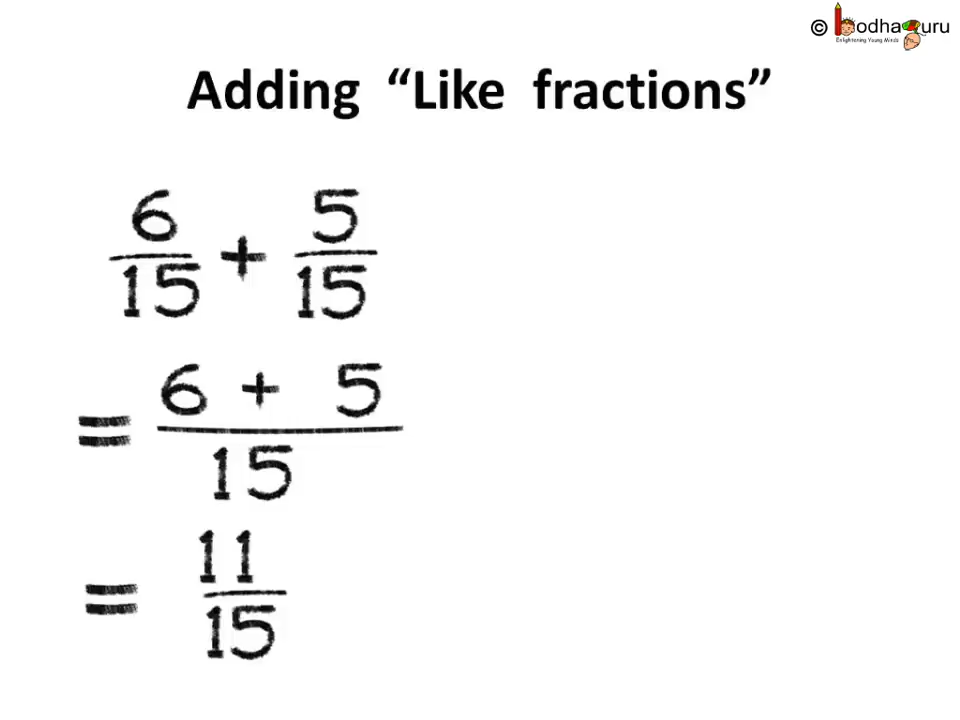 © bodhaguru
Enlightening Young Minds
Adding “Like fractions”
6/15 + 5/15
= (6 + 5)/15
= 11/15